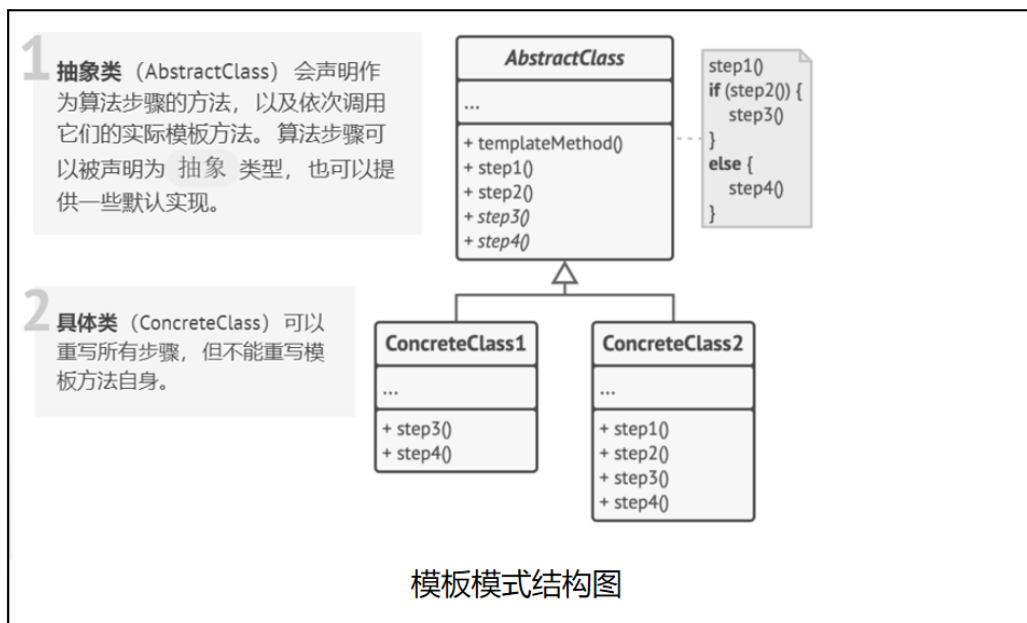 1
抽象类（AbstractClass）会声明作
为算法步骤的方法，以及依次调用
它们的实际模板方法。算法步骤可
以被声明为 抽象 类型，也可以提
供一些默认实现。
AbstractClass
...
+ templateMethod()
+ step1()
+ step2()
+ step3()
+ step4()
step1()
if (step2()) {
step3()
}
else {
step4()
}
2
具体类（ConcreteClass）可以
重写所有步骤，但不能重写模
板方法自身。
ConcreteClass1
...
+ step3()
+ step4()
ConcreteClass2
...
+ step1()
+ step2()
+ step3()
+ step4()
模板模式结构图